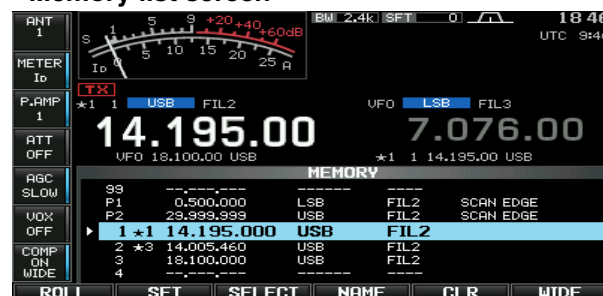 Memory list screen
ANT 1
METER ID
P.AMP 1
ATT OFF
AGC SLOW
VOX OFF
COMP ON WIDE
S 1 5 9 +20 +40 +60dB
ID 0 5 10 15 20 25 A
BW 2.4k SFT 0
18 46
UTC 9:46
TX
★1 1 USB FIL2 VFO LSB FIL3
14.195.00 7.076.00
VFO 18.100.00 USB ★1 1 14.195.00 USB
MEMORY
99 --.---.--- ---- ----
P1 0.500.000 LSB FIL2 SCAN EDGE
P2 29.999.999 USB FIL2 SCAN EDGE
1 ★1 14.195.000 USB FIL2
2 ★3 14.005.460 USB FIL2
3 18.100.000 USB FIL2
4 --.---.--- ---- ----
ROLL SET SELECT NAME CLR WIDE